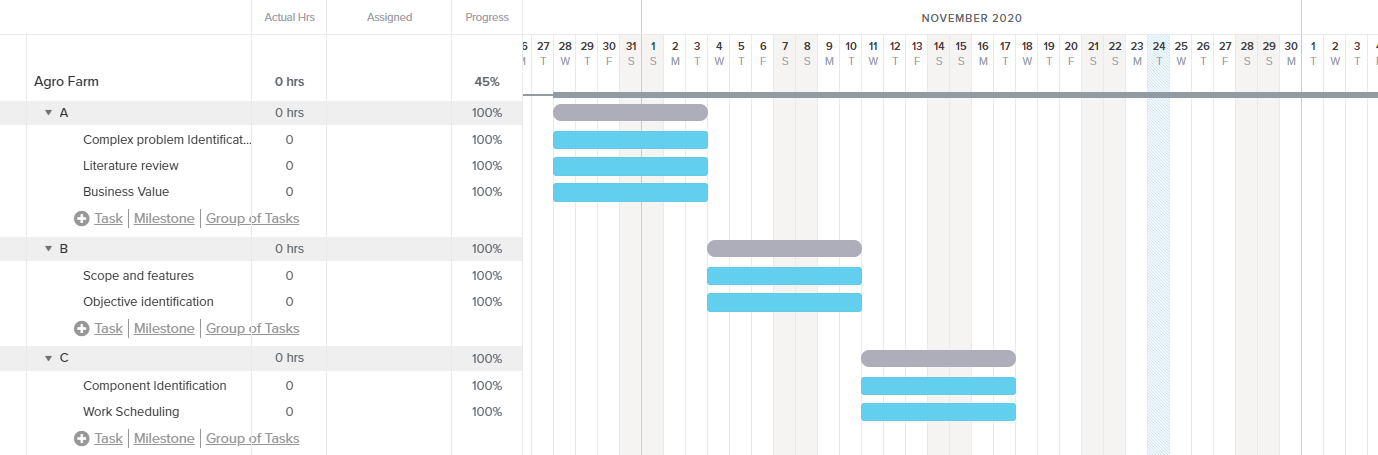 Actual Hrs Assigned Progress NOVEMBER 2020
27 28 29 30 31 1 2 3 4 5 6 7 8 9 10 11 12 13 14 15 16 17 18 19 20 21 22 23 24 25 26 27 28 29 30 1 2 3
T W T F S S M T W T F S S M T W T F S S M T W T F S S M T W T F S S M T W T
Agro Farm 0 hrs 45%
A 0 hrs 100%
Complex problem Identificat... 0 100%
Literature review 0 100%
Business Value 0 100%
Task Milestone Group of Tasks
B 0 hrs 100%
Scope and features 0 100%
Objective identification 0 100%
Task Milestone Group of Tasks
C 0 hrs 100%
Component Identification 0 100%
Work Scheduling 0 100%
Task Milestone Group of Tasks